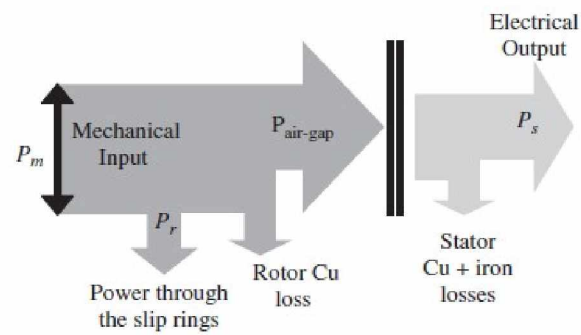 Electrical
Output
Mechanical
Input
P_m
P_air-gap
P_s
P_r
Power through
the slip rings
Rotor Cu
loss
Stator
Cu + iron
losses